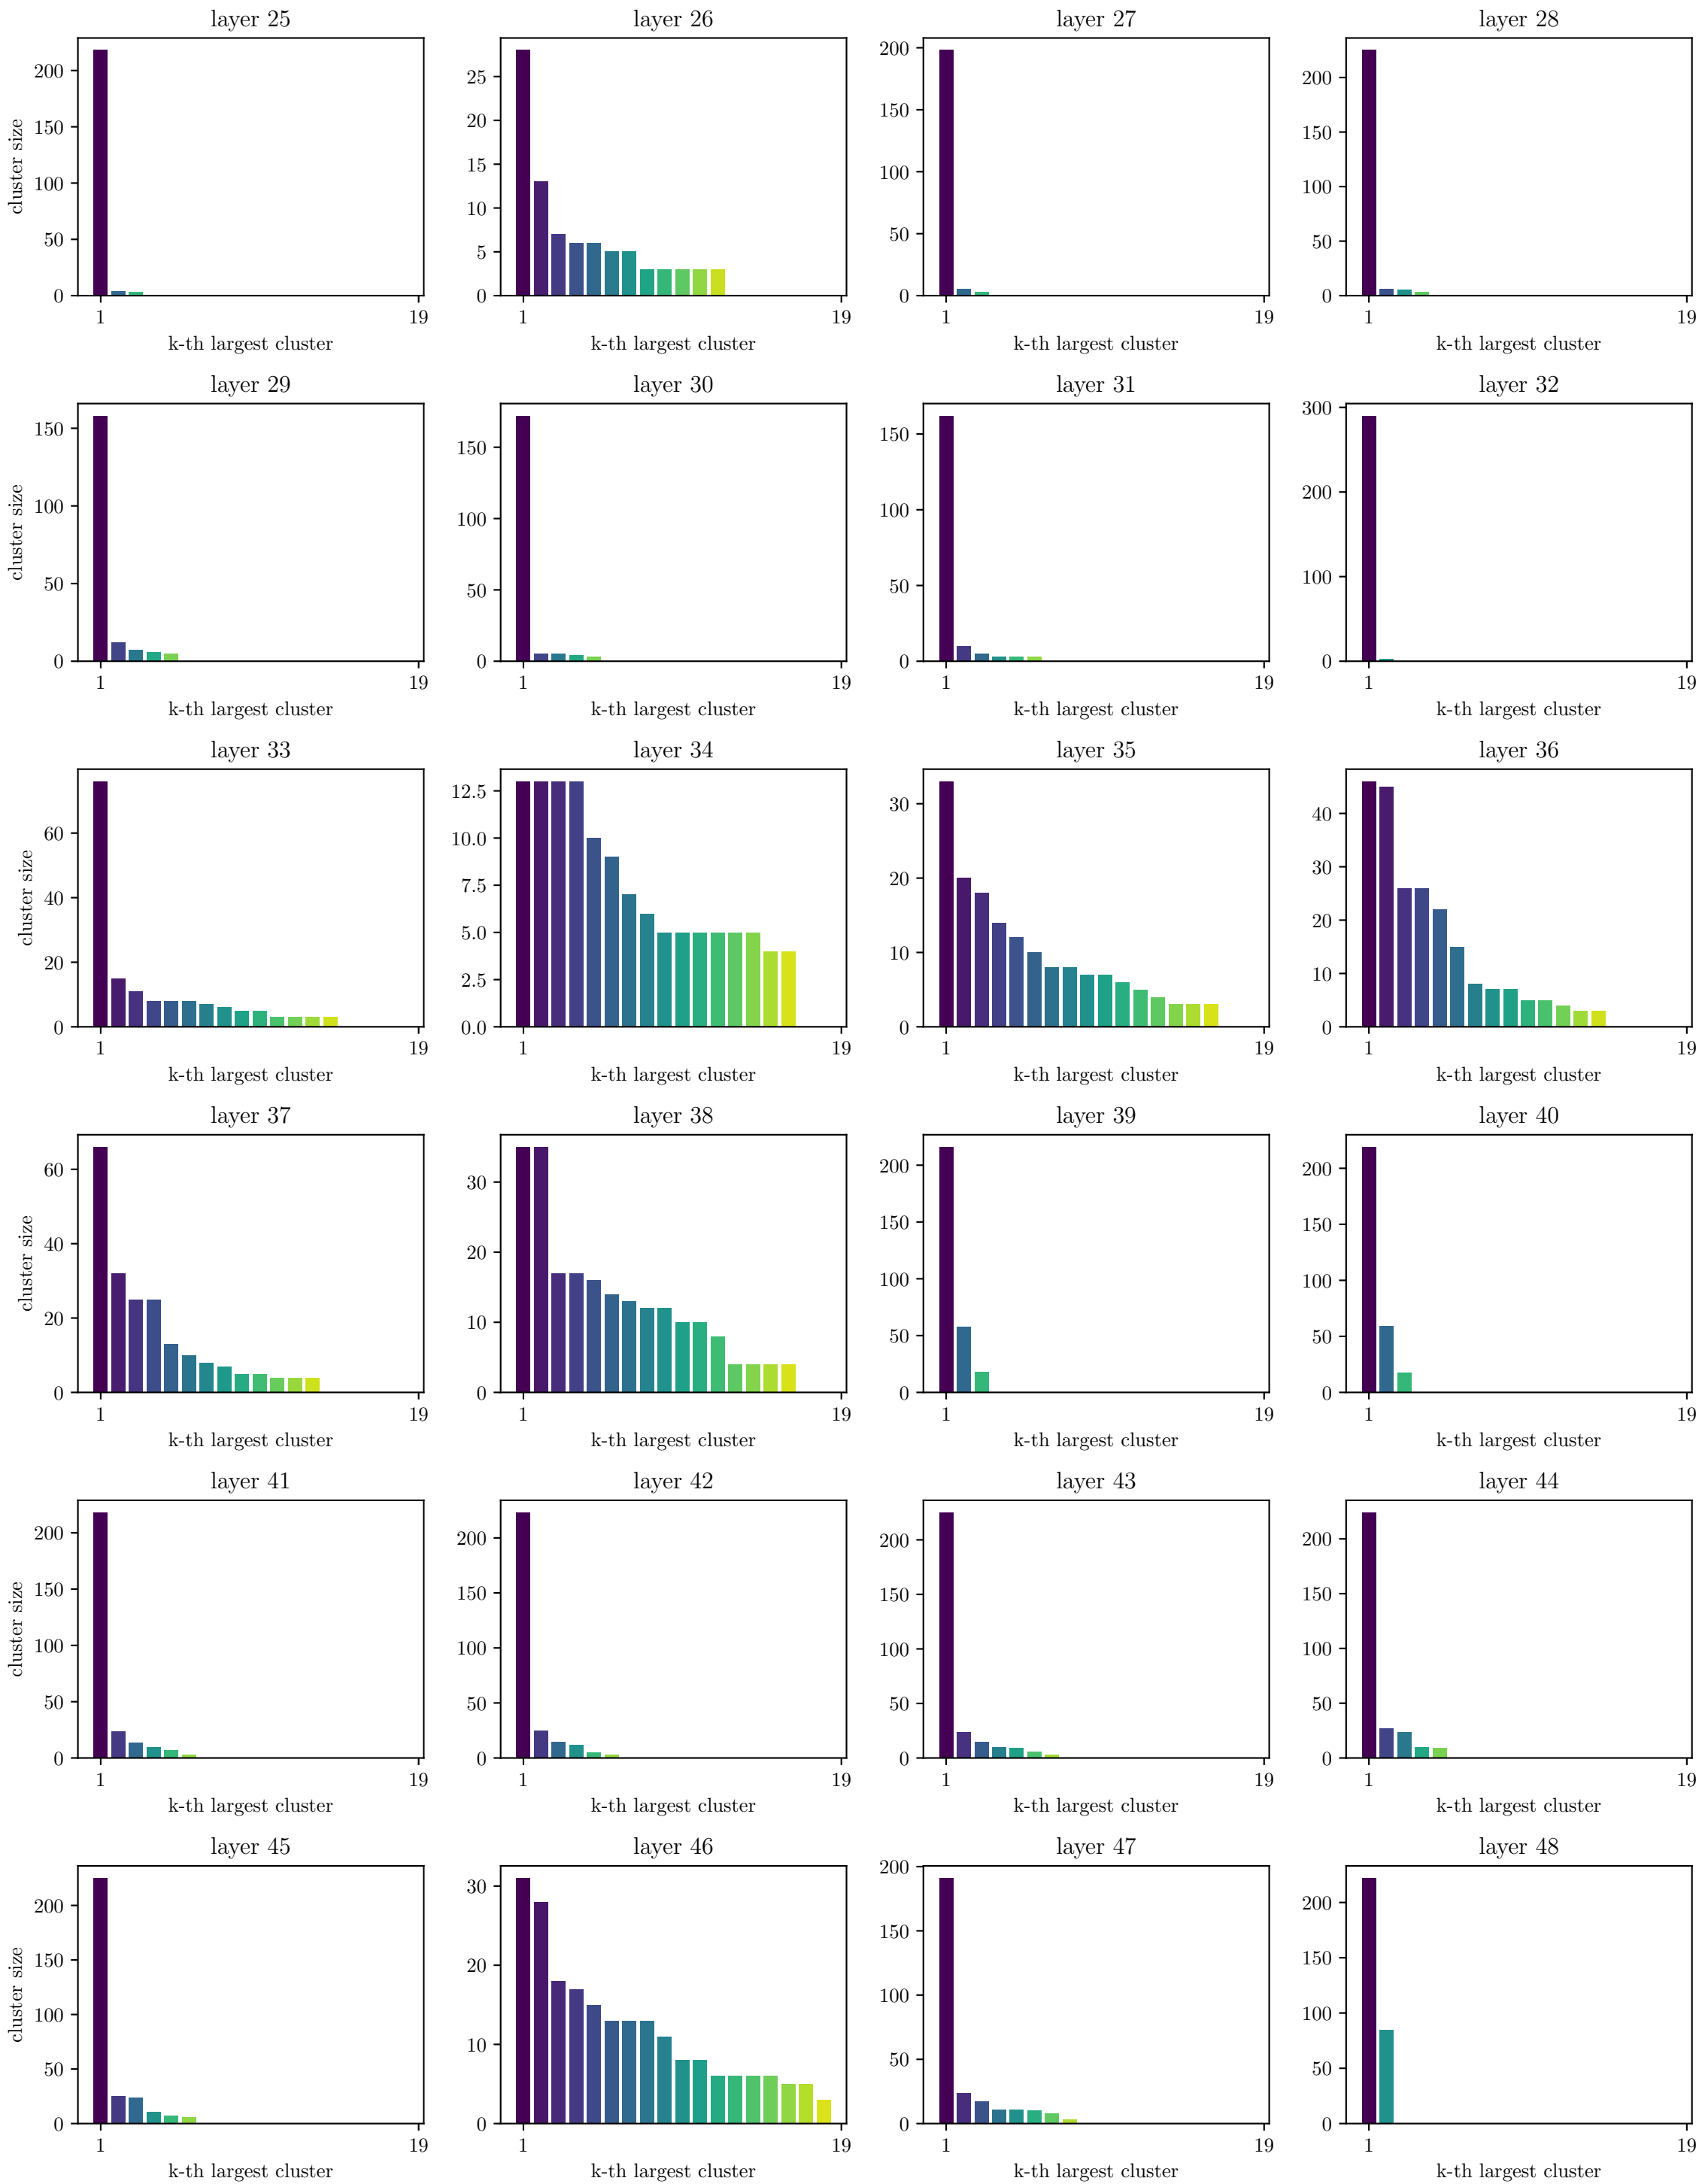 layer 25
layer 26
layer 27
layer 28
cluster size
200
150
100
50
0
25
20
15
10
5
0
200
150
100
50
0
200
150
100
50
0
1 19
1 19
1 19
1 19
k-th largest cluster
k-th largest cluster
k-th largest cluster
k-th largest cluster
layer 29
layer 30
layer 31
layer 32
cluster size
150
100
50
0
150
100
50
0
150
100
50
0
300
200
100
0
1 19
1 19
1 19
1 19
k-th largest cluster
k-th largest cluster
k-th largest cluster
k-th largest cluster
layer 33
layer 34
layer 35
layer 36
cluster size
60
40
20
0
12.5
10.0
7.5
5.0
2.5
0.0
30
20
10
0
40
30
20
10
0
1 19
1 19
1 19
1 19
k-th largest cluster
k-th largest cluster
k-th largest cluster
k-th largest cluster
layer 37
layer 38
layer 39
layer 40
cluster size
60
40
20
0
30
20
10
0
200
150
100
50
0
200
150
100
50
0
1 19
1 19
1 19
1 19
k-th largest cluster
k-th largest cluster
k-th largest cluster
k-th largest cluster
layer 41
layer 42
layer 43
layer 44
cluster size
200
150
100
50
0
200
150
100
50
0
200
150
100
50
0
200
150
100
50
0
1 19
1 19
1 19
1 19
k-th largest cluster
k-th largest cluster
k-th largest cluster
k-th largest cluster
layer 45
layer 46
layer 47
layer 48
cluster size
200
150
100
50
0
30
20
10
0
200
150
100
50
0
200
150
100
50
0
1 19
1 19
1 19
1 19
k-th largest cluster
k-th largest cluster
k-th largest cluster
k-th largest cluster